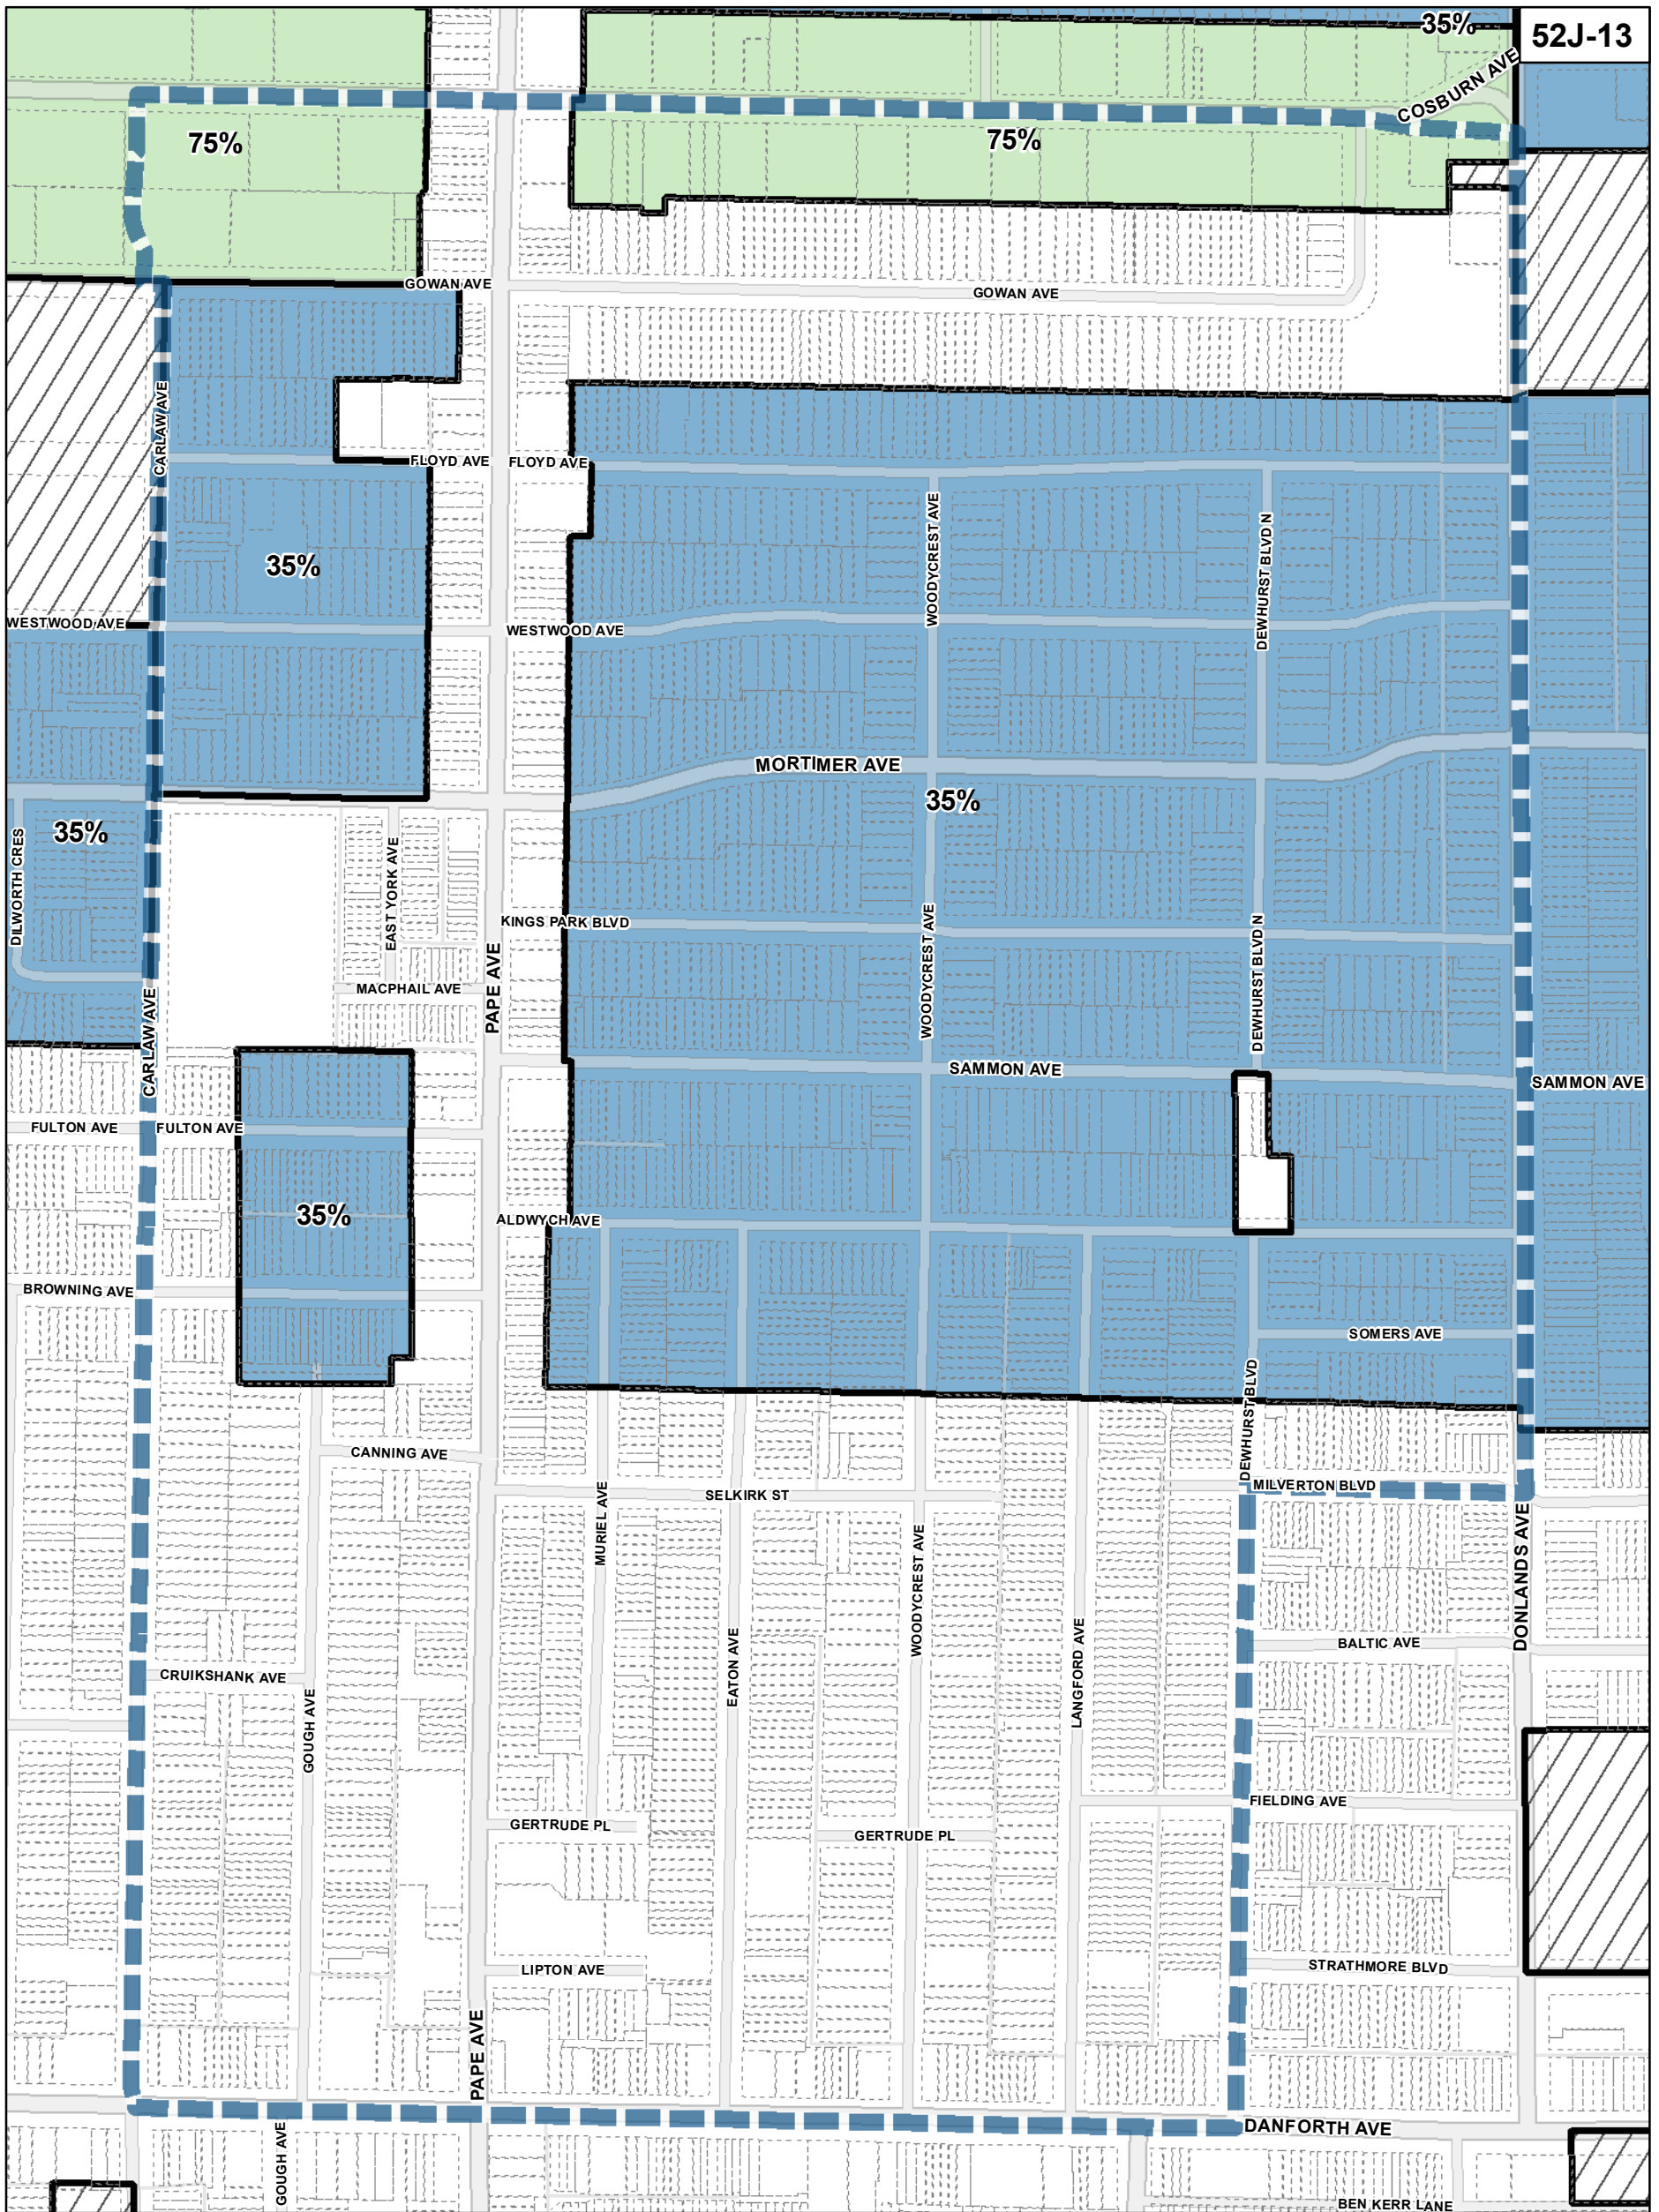 35%
52J-13
COSBURN AVE
75%
75%
GOWAN AVE
GOWAN AVE
CARLAW AVE
FLOYD AVE
FLOYD AVE
WOODYCREST AVE
DEWHURST BLVD N
35%
WESTWOOD AVE
WESTWOOD AVE
MORTIMER AVE
35%
35%
DILWORTH CRES
EAST YORK AVE
KINGS PARK BLVD
WOODYCREST AVE
DEWHURST BLVD N
PAPE AVE
MACPHAIL AVE
CARLAW AVE
SAMMON AVE
SAMMON AVE
FULTON AVE
FULTON AVE
35%
ALDWYCH AVE
BROWNING AVE
SOMERS AVE
DEWHURST BLVD
CANNING AVE
MILVERTON BLVD
SELKIRK ST
MURIEL AVE
WOODYCREST AVE
DONLANDS AVE
EATON AVE
LANGFORD AVE
BALTIC AVE
CRUIKSHANK AVE
GOUGH AVE
FIELDING AVE
GERTRUDE PL
GERTRUDE PL
STRATHMORE BLVD
LIPTON AVE
PAPE AVE
DANFORTH AVE
GOUGH AVE
BEN KERR LANE